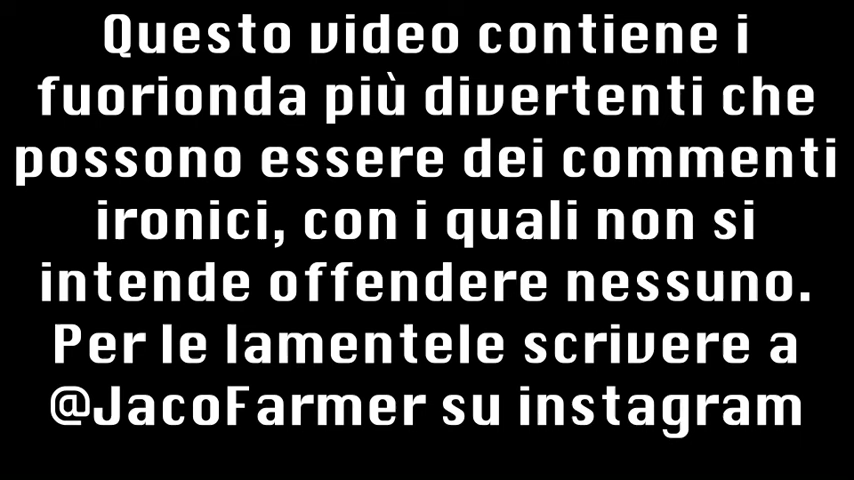 Questo video contiene i
fuorionda più divertenti che
possono essere dei commenti
ironici, con i quali non si
intende offendere nessuno.
Per le lamentele scrivere a
@JacoFarmer su instagram